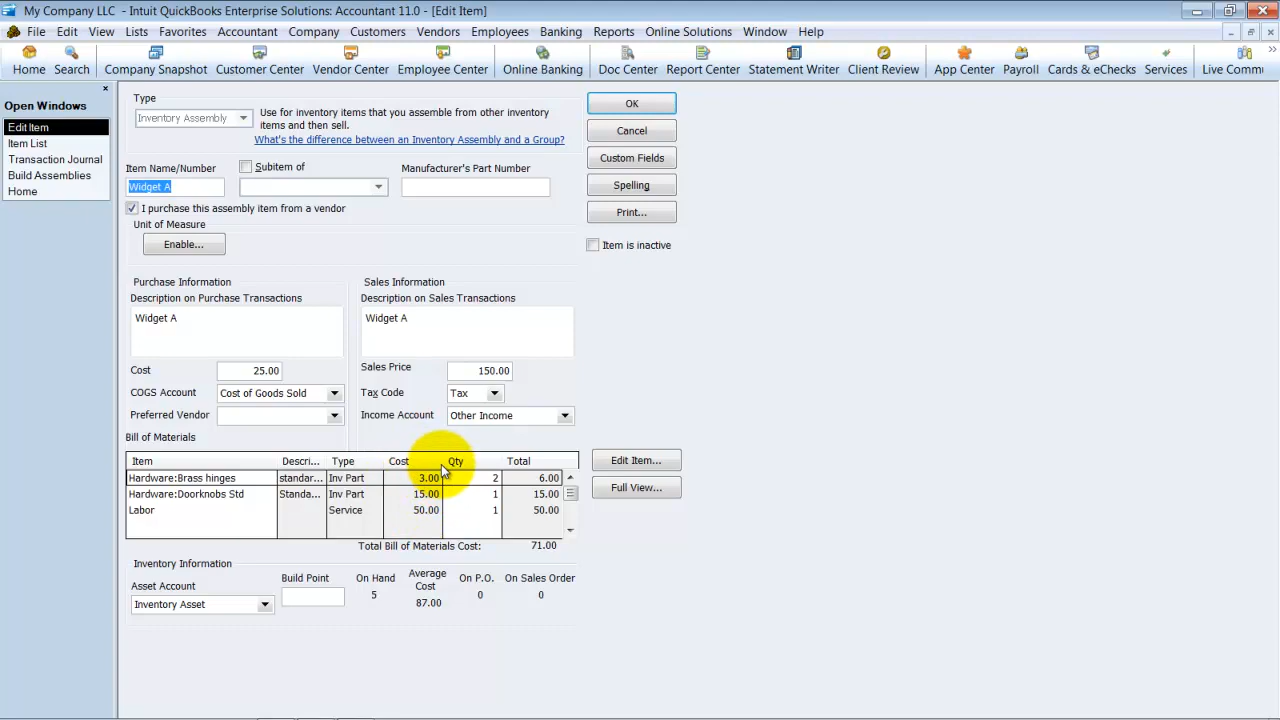 My Company LLC - Intuit QuickBooks Enterprise Solutions: Accountant 11.0 - [Edit Item]
File Edit View Lists Favorites Accountant Company Customers Vendors Employees Banking Reports Online Solutions Window Help
Home Search Company Snapshot Customer Center Vendor Center Employee Center Online Banking Doc Center Report Center Statement Writer Client Review App Center Payroll Cards & eChecks Services Live Commu
Open Windows
Edit Item
Item List
Transaction Journal
Build Assemblies
Home
Type
Inventory Assembly
Use for inventory items that you assemble from other inventory
items and then sell.
What's the difference between an Inventory Assembly and a Group?
OK
Cancel
Custom Fields
Spelling
Print...
Item is inactive
Item Name/Number Subitem of Manufacturer's Part Number
Widget A
I purchase this assembly item from a vendor
Unit of Measure
Enable...
Purchase Information
Description on Purchase Transactions
Widget A
Cost 25.00
COGS Account Cost of Goods Sold
Preferred Vendor
Sales Information
Description on Sales Transactions
Widget A
Sales Price 150.00
Tax Code Tax
Income Account Other Income
Bill of Materials
Item Descri... Type Cost Qty Total
Hardware:Brass hinges standar... Inv Part 3.00 2 6.00
Hardware:Doorknobs Std Standa... Inv Part 15.00 1 15.00
Labor Service 50.00 1 50.00
Total Bill of Materials Cost: 71.00
Edit Item...
Full View...
Inventory Information
Asset Account
Inventory Asset
Build Point
On Hand
5
Average
Cost
87.00
On P.O.
0
On Sales Order
0